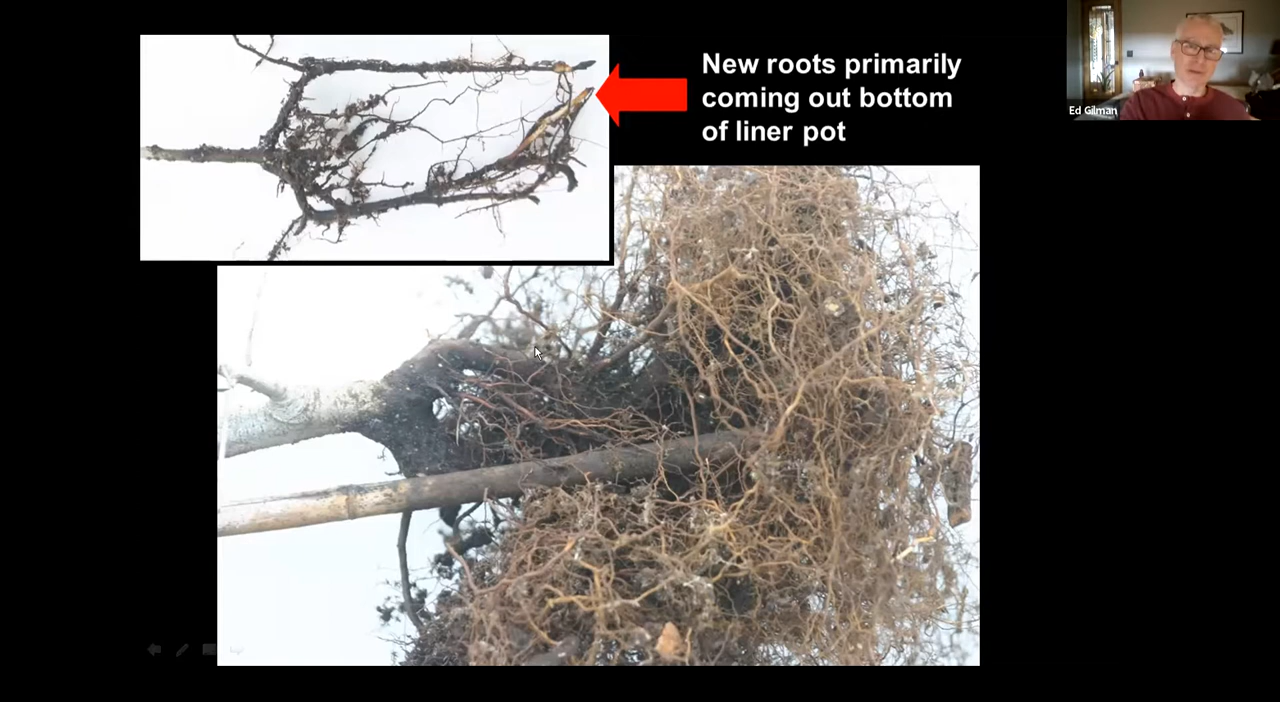 New roots primarily
coming out bottom
of liner pot
Ed Gilman